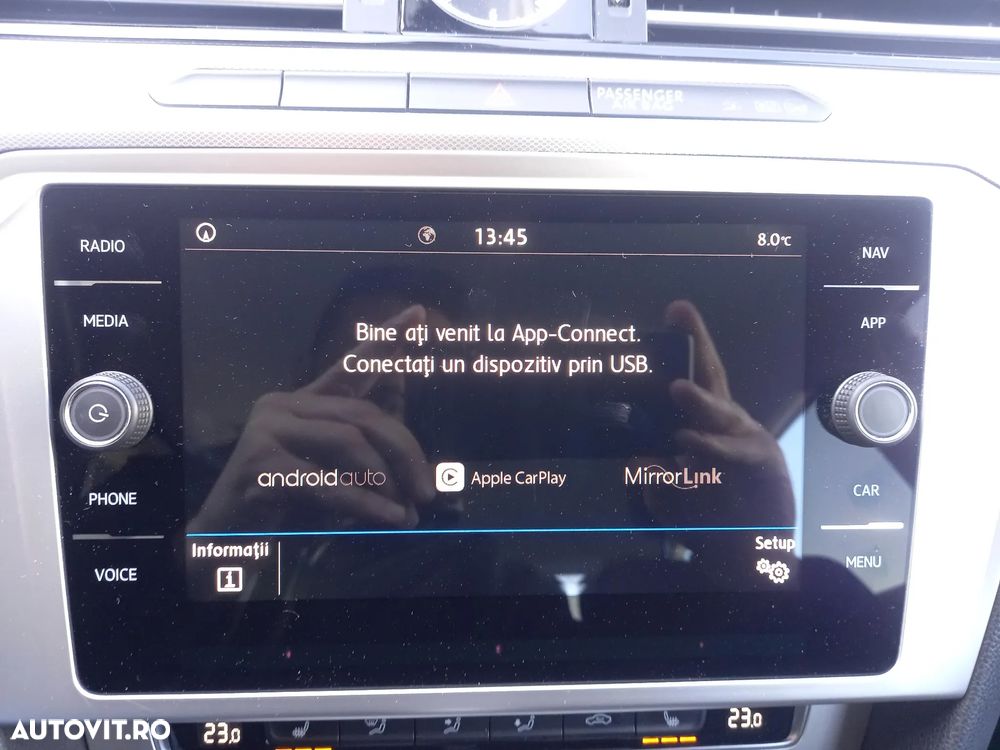 PASSENGER
AIR BAG
RADIO
MEDIA
PHONE
VOICE
13:45
8.0°C
Bine aţi venit la App-Connect.
Conectaţi un dispozitiv prin USB.
androidauto
Apple CarPlay
MirrorLink
Informaţii
Setup
NAV
APP
CAR
MENU
23.0
23.0
AUTOVIT.RO